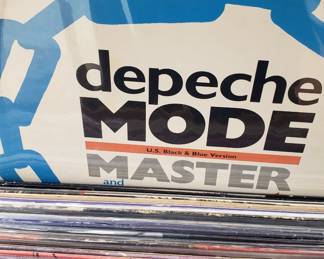 depeche
MODE
U.S. Black & Blue Version
MASTER
and